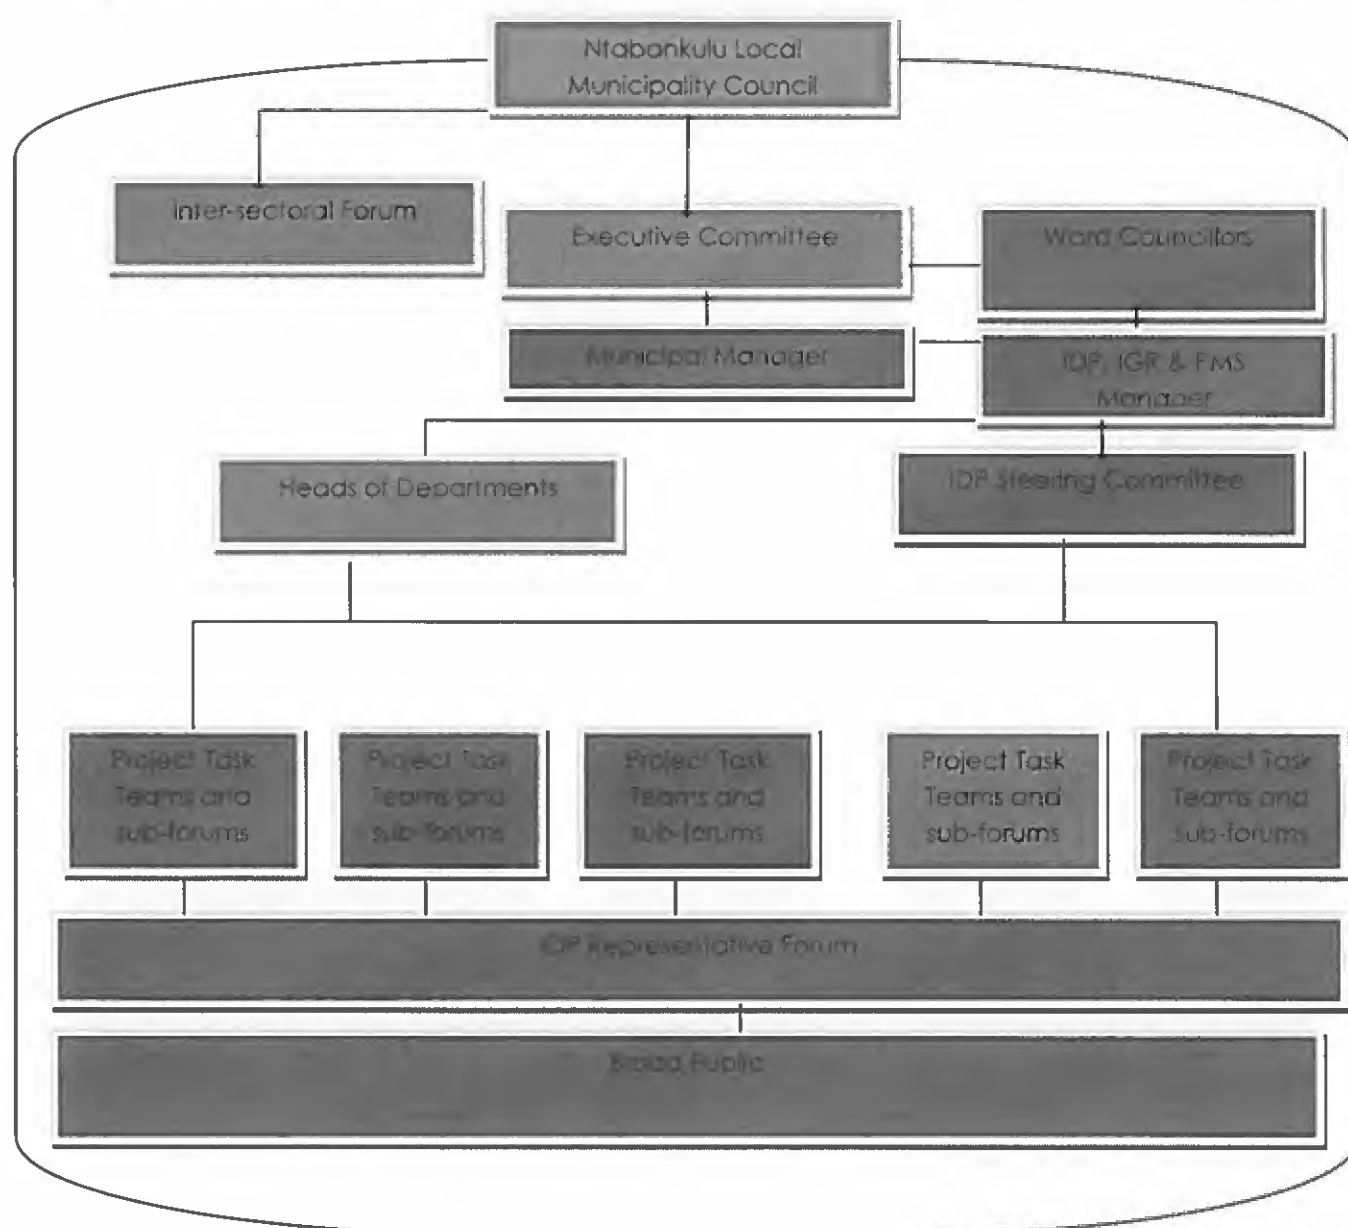 Ntabankulu Local
Municipality Council
Inter-sectoral Forum
Executive Committee
Ward Councillors
Municipal Manager
IDP, IGR & PMS
Manager
Heads of Departments
IDP Steering Committee
Project Task
Teams and
sub-forums
Project Task
Teams and
sub-forums
Project Task
Teams and
sub-forums
Project Task
Teams and
sub-forums
Project Task
Teams and
sub-forums
IDP Representative Forum
Broad Public